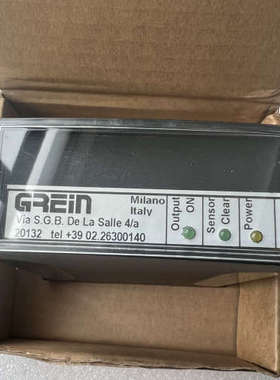 GREIN
Milano
Italy
Via S.G.B. De La Salle 4/a
20132 tel +39 02.26300140
Output
ON
Sensor
Clear
Power